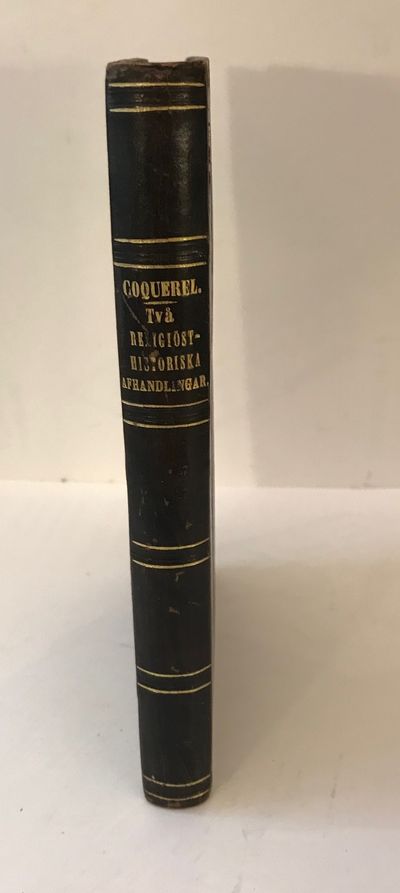 COQUEREL.
Två
RELIGIÖST-
HISTORISKA
AFHANDLINGAR.